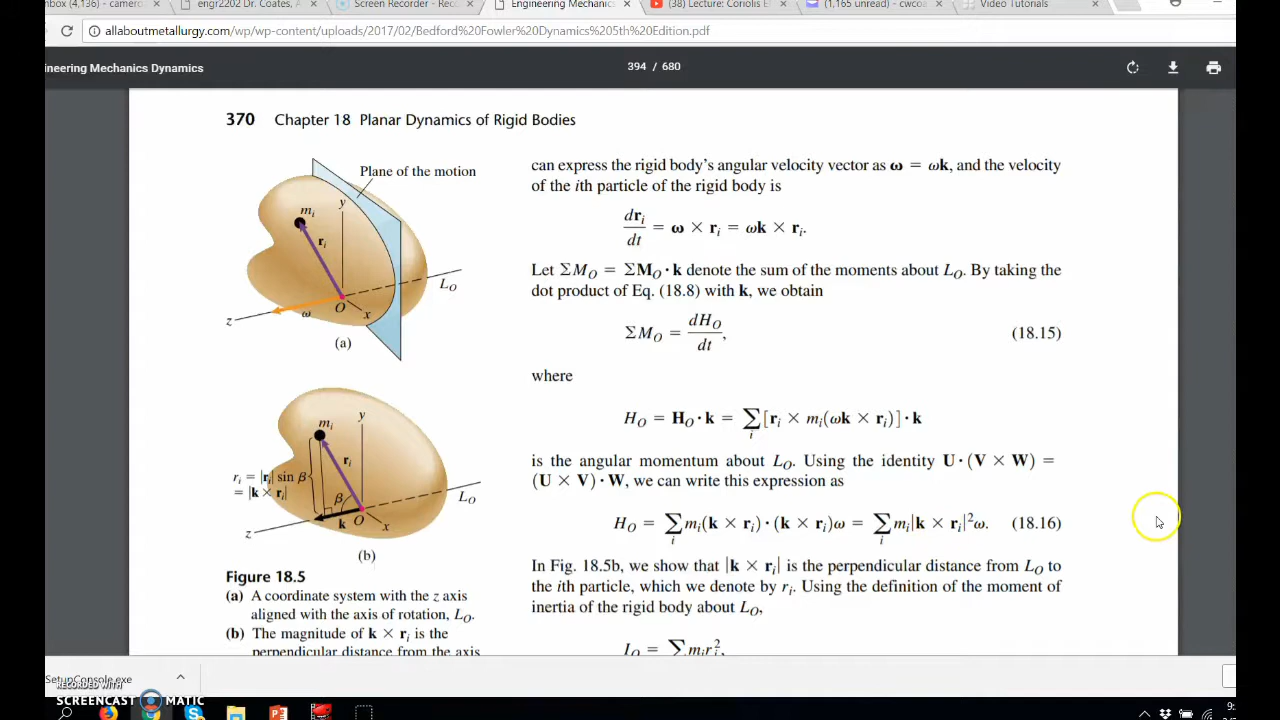 nbox (4,136) - camero
engr2202 Dr. Coates, A
Screen Recorder - Rec
Engineering Mechanics
(38) Lecture: Coriolis E
(1,165 unread) - cwcoa
Video Tutorials
allaboutmetallurgy.com/wp/wp-content/uploads/2017/02/Bedford%20Fowler%20Dynamics%205th%20Edition.pdf
ineering Mechanics Dynamics
394 / 680
370 Chapter 18 Planar Dynamics of Rigid Bodies
Plane of the motion
y
mᵢ
𝐫ᵢ
L_O
O
x
ω
z
(a)
y
mᵢ
𝐫ᵢ
rᵢ = |𝐫ᵢ| sin β
= |𝐤 × 𝐫ᵢ|
β
L_O
𝐤
O
x
z
(b)
Figure 18.5
(a) A coordinate system with the z axis
aligned with the axis of rotation, L_O.
(b) The magnitude of 𝐤 × 𝐫ᵢ is the
perpendicular distance from the axis
can express the rigid body's angular velocity vector as ω = ω𝐤, and the velocity
of the ith particle of the rigid body is
d𝐫ᵢ/dt = ω × 𝐫ᵢ = ω𝐤 × 𝐫ᵢ.
Let ΣM_O = Σ𝐌_O · 𝐤 denote the sum of the moments about L_O. By taking the
dot product of Eq. (18.8) with 𝐤, we obtain
ΣM_O = dH_O/dt, (18.15)
where
H_O = 𝐇_O · 𝐤 = Σᵢ [𝐫ᵢ × mᵢ(ω𝐤 × 𝐫ᵢ)] · 𝐤
is the angular momentum about L_O. Using the identity 𝐔 · (𝐕 × 𝐖) =
(𝐔 × 𝐕) · 𝐖, we can write this expression as
H_O = Σᵢ mᵢ(𝐤 × 𝐫ᵢ) · (𝐤 × 𝐫ᵢ)ω = Σᵢ mᵢ|𝐤 × 𝐫ᵢ|²ω. (18.16)
In Fig. 18.5b, we show that |𝐤 × 𝐫ᵢ| is the perpendicular distance from L_O to
the ith particle, which we denote by rᵢ. Using the definition of the moment of
inertia of the rigid body about L_O,
I_O = Σ mᵢrᵢ²,
SetupConsole.exe
RECORDED WITH
SCREENCAST MATIC
9: